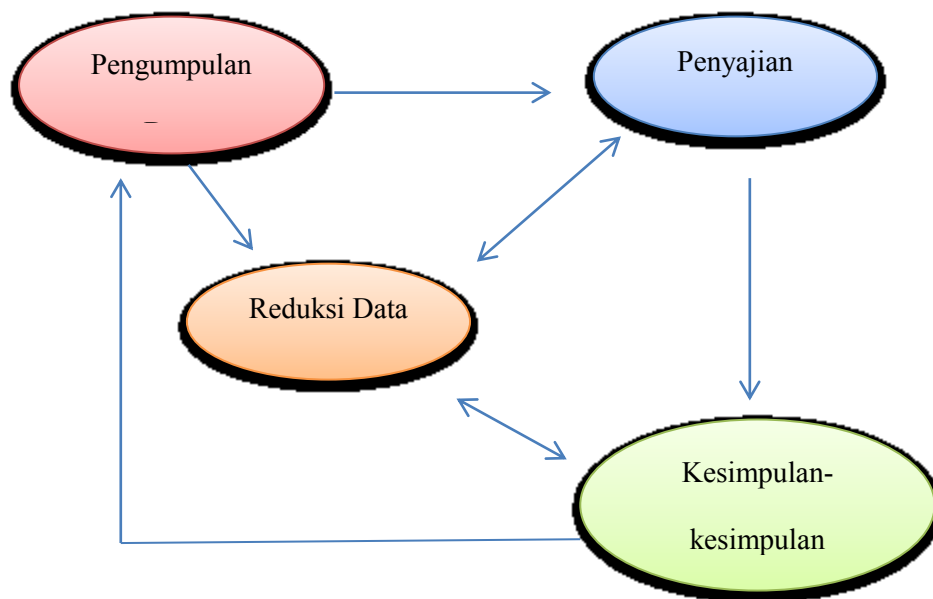 Pengumpulan
Penyajian
Reduksi Data
Kesimpulan-
kesimpulan